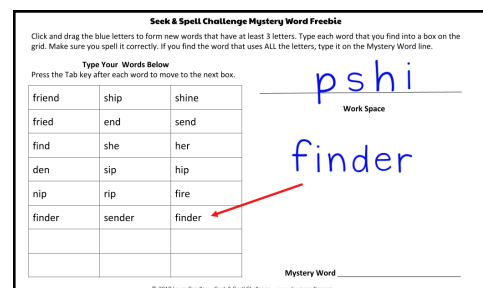 Seek & Spell Challenge Mystery Word Freebie
Click and drag the blue letters to form new words that have at least 3 letters. Type each word that you find into a box on the
grid. Make sure you spell it correctly. If you find the word that uses ALL the letters, type it on the Mystery Word line.
Type Your Words Below
Press the Tab key after each word to move to the next box.
friend ship shine
fried end send
find she her
den sip hip
nip rip fire
finder sender finder
pshi
Work Space
finder
Mystery Word